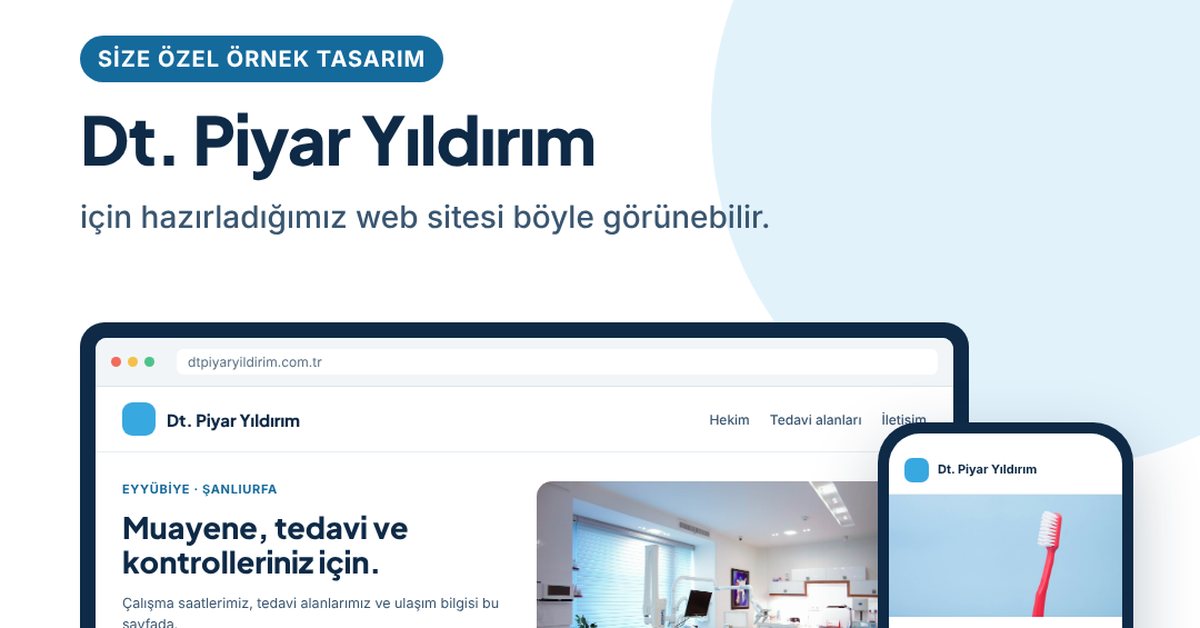 SİZE ÖZEL ÖRNEK TASARIM
Dt. Piyar Yıldırım
için hazırladığımız web sitesi böyle görünebilir.
dtpiyaryildirim.com.tr
Dt. Piyar Yıldırım
Hekim Tedavi alanları İletişim
Dt. Piyar Yıldırım
EYYÜBİYE · ŞANLIURFA
Muayene, tedavi ve
kontrolleriniz için.
Çalışma saatlerimiz, tedavi alanlarımız ve ulaşım bilgisi bu
sayfada.